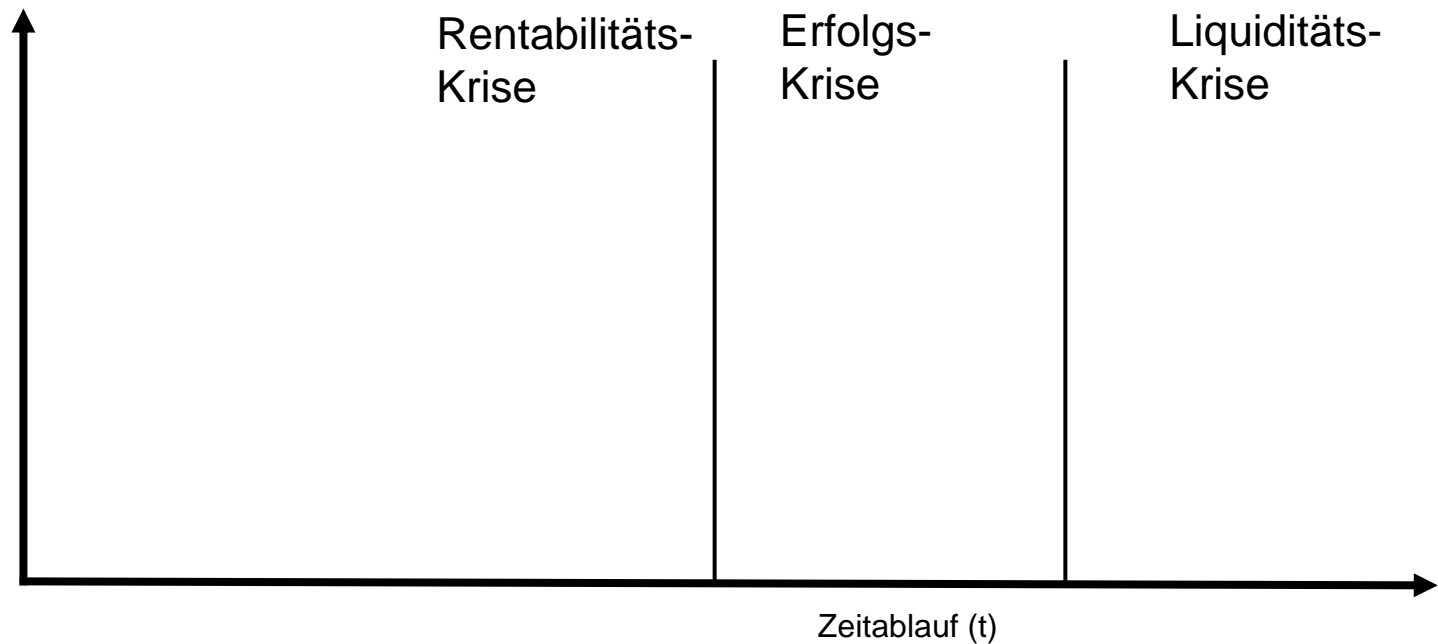 Rentabilitäts-
Krise
Erfolgs-
Krise
Liquiditäts-
Krise
Zeitablauf (t)